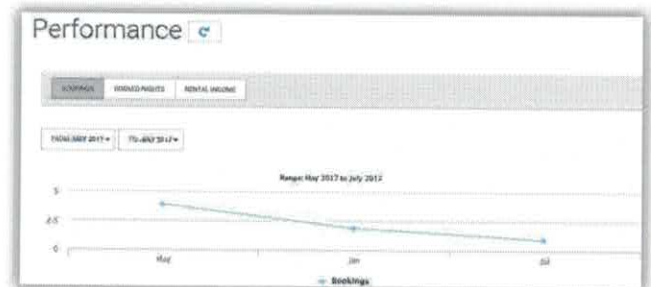 Performance
BOOKINGS BOOKED NIGHTS RENTAL INCOME
FROM: MAY 2017 TO: JULY 2017
Range: May 2017 to July 2017
5
2.5
0
May Jun Jul
Bookings